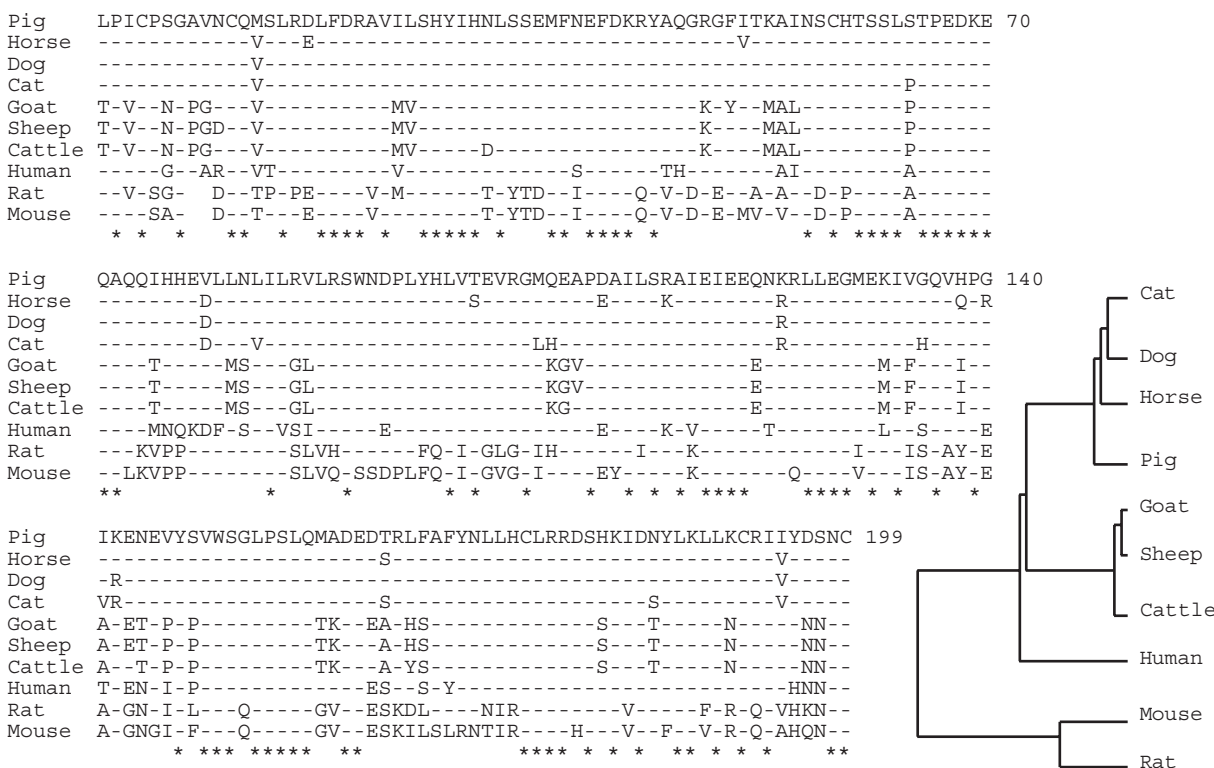 Pig LPICPSGAVNCQMSLRDLFDRAVILSHYIHNLSSEMFNEFDKRYAQGRGFITKAINSCHTSSLSTPEDKE 70
Horse ------------V---E---------------------------------V-------------------
Dog ------------V---------------------------------------------------------
Cat ------------V--------------------------------------------------P------
Goat T-V--N-PG---V----------MV----------------------K-Y--MAL--------P------
Sheep T-V--N-PGD--V----------MV----------------------K----MAL--------P------
Cattle T-V--N-PG---V----------MV-----D----------------K----MAL--------P------
Human -----G--AR--VT---------V-------------S------TH-------AI--------A------
Rat --V-SG-  D--TP-PE----V-M------T-YTD--I----Q-V-D-E--A-A--D-P----A------
Mouse ----SA-  D--T---E----V--------T-YTD--I----Q-V-D-E-MV-V--D-P----A------
* * * ** * **** * ***** * ** **** * * * **** ******
Pig QAQQIHHEVLLNLILRVLRSWNDPLYHLVTEVRGMQEAPDAILSRAIEIEEQNKRLLEGMEKIVGQVHPG 140
Horse --------D--------------------S---------E----K--------R-------------Q-R
Dog --------D--------------------------------------------R----------------
Cat --------D---V---------------------LH-----------------R----------H-----
Goat ----T-----MS---GL------------------KGV-------------E---------M-F---I--
Sheep ----T-----MS---GL------------------KGV-------------E---------M-F---I--
Cattle ----T-----MS---GL------------------KG--------------E---------M-F---I--
Human ----MNQKDF-S--VSI-----E----------------E----K-V-----T--------L--S----E
Rat ---KVPP--------SLVH------FQ-I-GLG-IH------I---K------------I---IS-AY-E
Mouse --LKVPP--------SLVQ-SSDPLFQ-I-GVG-I----EY-----K-------Q----V---IS-AY-E
** * * * * * * * * * **** **** * * * *
Pig IKENEVYSVWSGLPSLQMADEDTRLFAFYNLLHCLRRDSHKIDNYLKLLKCRIIYDSNC 199
Horse ----------------------S------------------------------V-----
Dog -R---------------------------------------------------V-----
Cat VR--------------------S--------------------S---------V-----
Goat A-ET-P-P---------TK--EA-HS-------------S---T-----N-----NN--
Sheep A-ET-P-P---------TK---A-HS-------------S---T-----N-----NN--
Cattle A--T-P-P---------TK---A-YS-------------S---T-----N-----NN--
Human T-EN-I-P-------------ES--S-Y--------------------------HNN--
Rat A-GN-I-L---Q-----GV--ESKDL----NIR--------V-----F-R-Q-VHKN--
Mouse A-GNGI-F---Q-----GV--ESKILSLRNTIR----H---V--F--V-R-Q-AHQN--
* *** ***** ** **** * * * ** * * * **
Cat
Dog
Horse
Pig
Goat
Sheep
Cattle
Human
Mouse
Rat